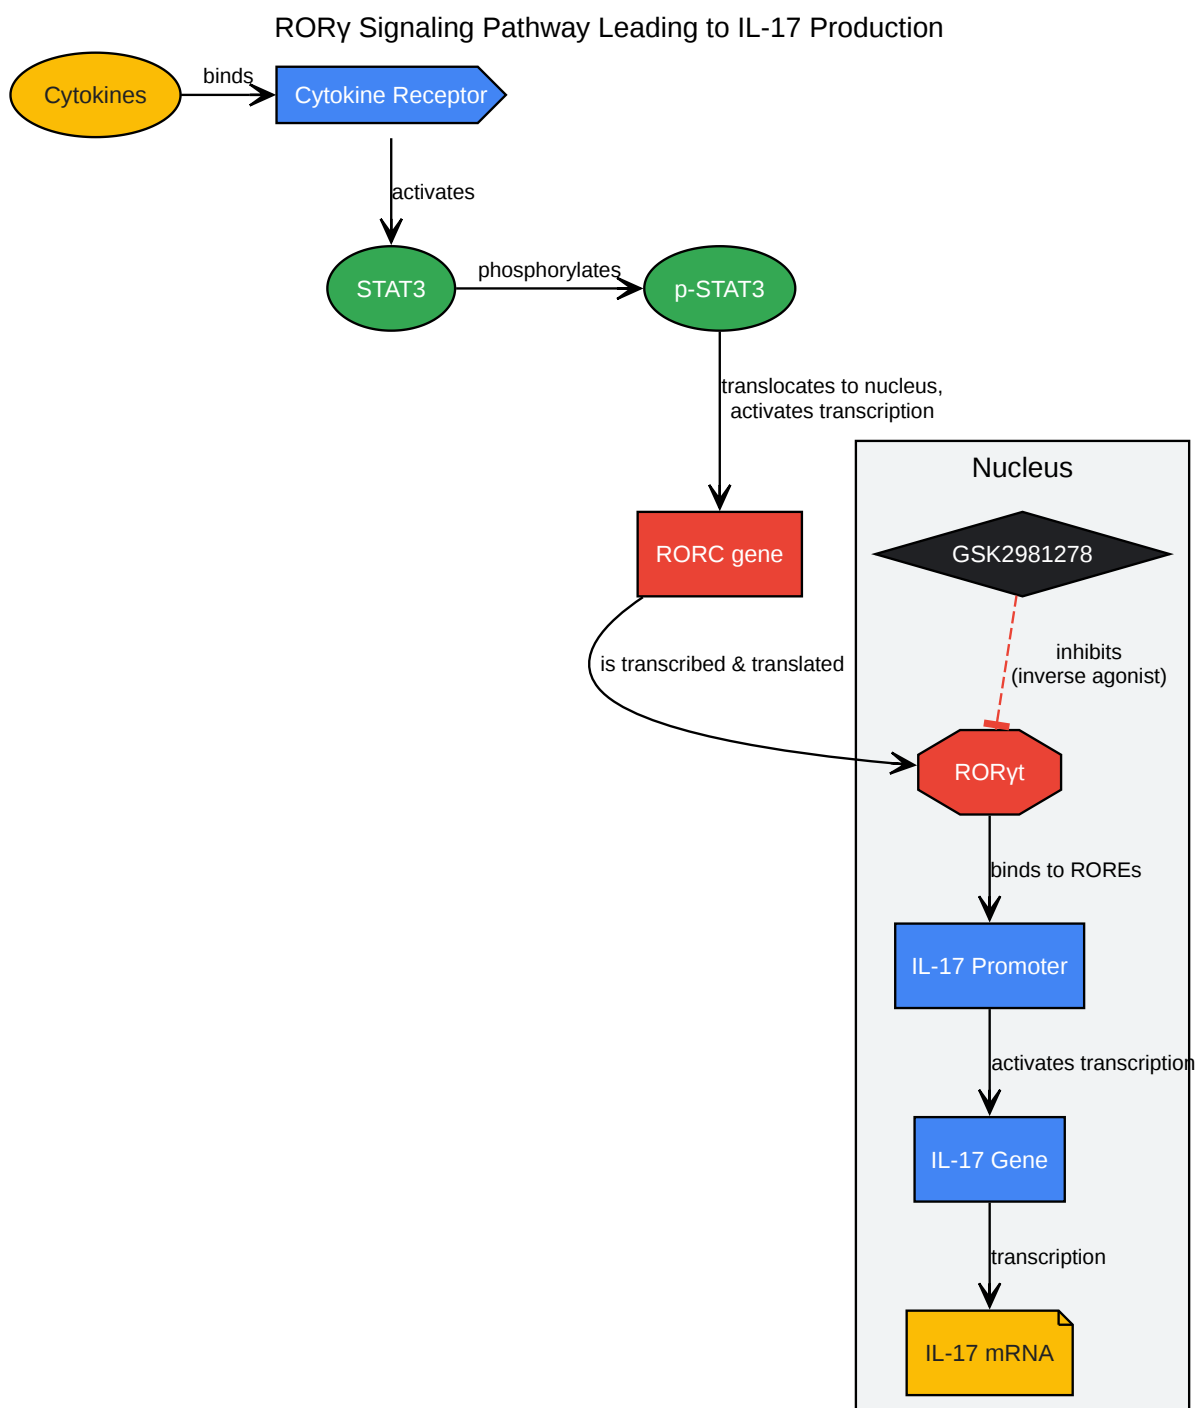 RORγ Signaling Pathway Leading to IL-17 Production
Cytokines
binds
Cytokine Receptor
activates
STAT3
phosphorylates
p-STAT3
translocates to nucleus,
activates transcription
Nucleus
RORC gene
GSK2981278
is transcribed & translated
inhibits
(inverse agonist)
RORγt
binds to ROREs
IL-17 Promoter
activates transcription
IL-17 Gene
transcription
IL-17 mRNA